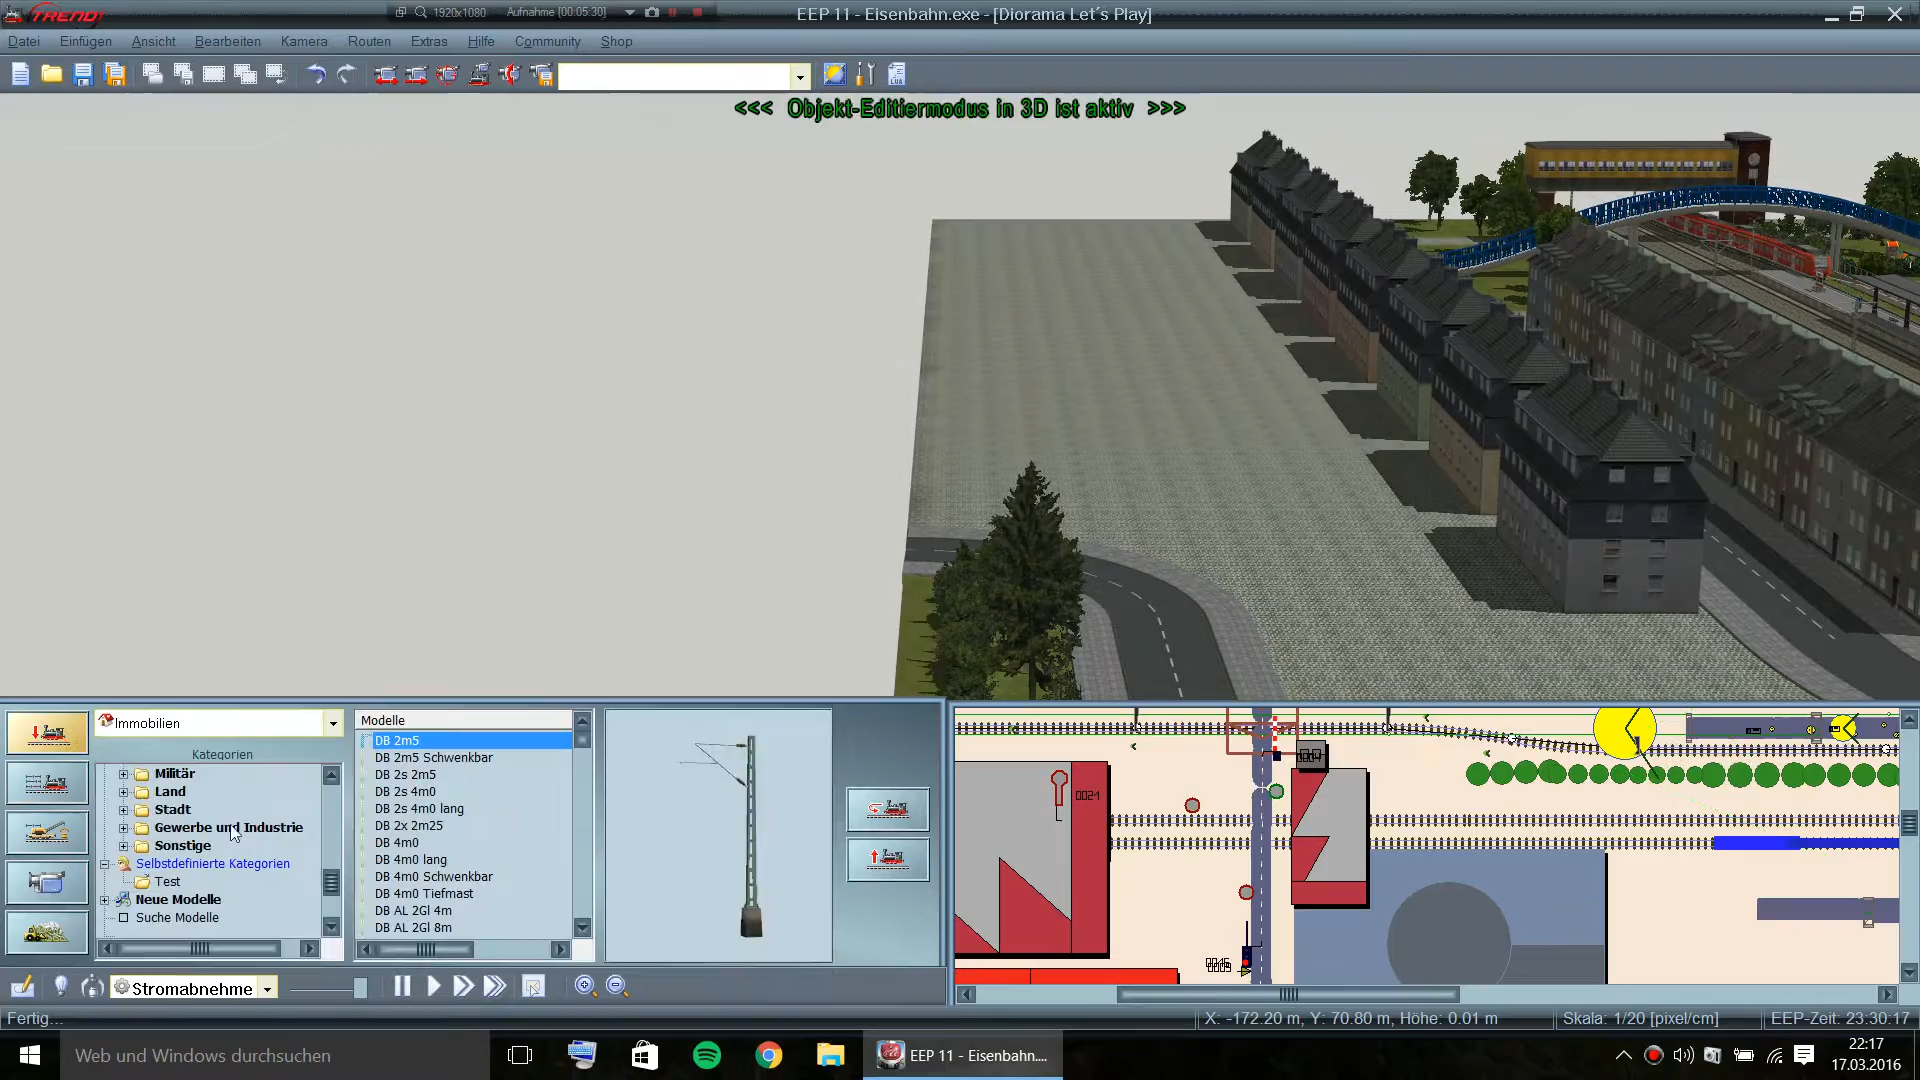 TREND
1920x1080
Aufnahme [00:05:30]
EEP 11 - Eisenbahn.exe - [Diorama Let´s Play]
Datei Einfügen Ansicht Bearbeiten Kamera Routen Extras Hilfe Community Shop
<<< Objekt-Editiermodus in 3D ist aktiv >>>
Immobilien
Kategorien
Militär
Land
Stadt
Gewerbe und Industrie
Sonstige
Selbstdefinierte Kategorien
Test
Neue Modelle
Suche Modelle
Modelle
DB 2m5
DB 2m5 Schwenkbar
DB 2s 2m5
DB 2s 4m0
DB 2s 4m0 lang
DB 2x 2m25
DB 4m0
DB 4m0 lang
DB 4m0 Schwenkbar
DB 4m0 Tiefmast
DB AL 2Gl 4m
DB AL 2Gl 8m
0024
Stromabnehme
Fertig...
X: -172.20 m, Y: 70.80 m, Höhe: 0.01 m
Skala: 1/20 [pixel/cm]
EEP-Zeit: 23:30:17
Web und Windows durchsuchen
EEP 11 - Eisenbahn....
22:17
17.03.2016